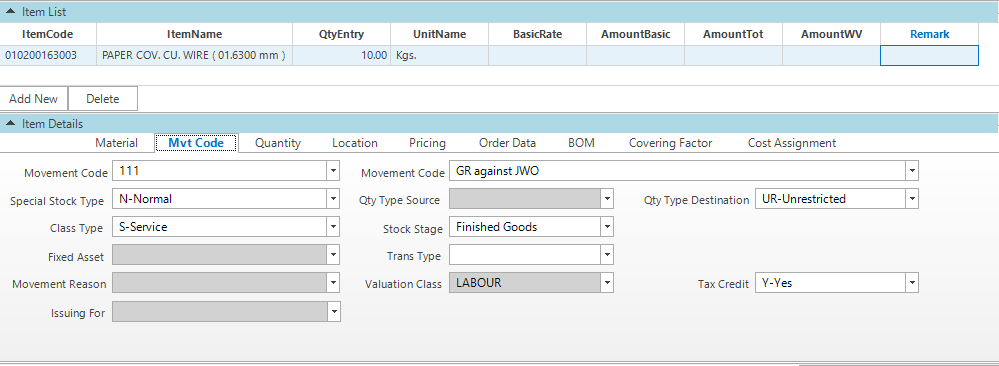 Item List
ItemCode ItemName QtyEntry UnitName BasicRate AmountBasic AmountTot AmountWV Remark
010200163003 PAPER COV. CU. WIRE ( 01.6300 mm ) 10.00 Kgs.
Add New Delete
Item Details
Material Mvt Code Quantity Location Pricing Order Data BOM Covering Factor Cost Assignment
Movement Code 111 Movement Code GR against JWO
Special Stock Type N-Normal Qty Type Source Qty Type Destination UR-Unrestricted
Class Type S-Service Stock Stage Finished Goods
Fixed Asset Trans Type
Movement Reason Valuation Class LABOUR Tax Credit Y-Yes
Issuing For